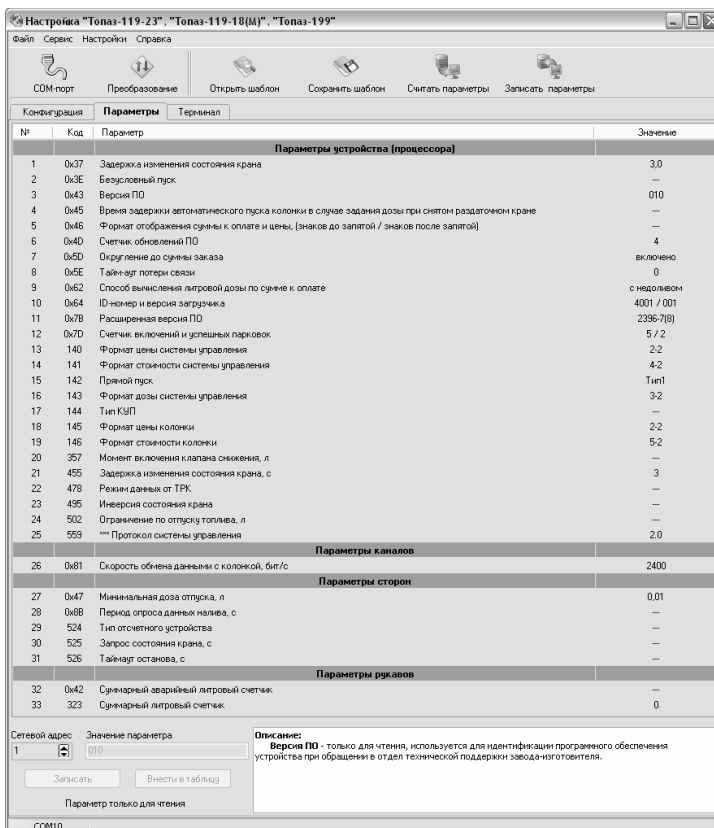 Настройка "Топаз-119-23", "Топаз-119-18(М)", "Топаз-199"
Файл Сервис Настройки Справка
COM-порт Преобразование Открыть шаблон Сохранить шаблон Считать параметры Записать параметры
Конфигурация Параметры Терминал
№ Код Параметр Значение
Параметры устройства (процессора)
1 0x37 Задержка изменения состояния крана 3,0
2 0x3E Безусловный пуск ---
3 0x43 Версия ПО 010
4 0x45 Время задержки автоматического пуска колонки в случае задания дозы при снятом раздаточном кране ---
5 0x46 Формат отображения суммы к оплате и цены, (знаков до запятой / знаков после запятой) ---
6 0x4D Счетчик обновлений ПО 4
7 0x5D Округление до суммы заказа включено
8 0x5E Тайм-аут потери связи 0
9 0x62 Способ вычисления литровой дозы по сумме к оплате с недоливом
10 0x64 ID-номер и версия загрузчика 4001 / 001
11 0x7B Расширенная версия ПО 2396-7(8)
12 0x7D Счетчик включений и успешных парковок 5 / 2
13 140 Формат цены системы управления 2-2
14 141 Формат стоимости системы управления 4-2
15 142 Прямой пуск Тип1
16 143 Формат дозы системы управления 3-2
17 144 Тип КУП ---
18 145 Формат цены колонки 2-2
19 146 Формат стоимости колонки 5-2
20 357 Момент включения клапана снижения, л ---
21 455 Задержка изменения состояния крана, с 3
22 478 Режим данных от ТРК ---
23 495 Инверсия состояния крана ---
24 502 Ограничение по отпуску топлива, л ---
25 559 *** Протокол системы управления 2.0
Параметры каналов
26 0x81 Скорость обмена данными с колонкой, бит/с 2400
Параметры сторон
27 0x47 Минимальная доза отпуска, л 0,01
28 0x8B Период опроса данных налива, с ---
29 524 Тип отсчетного устройства ---
30 525 Запрос состояния крана, с ---
31 526 Таймаут останова, с ---
Параметры рукавов
32 0x42 Суммарный аварийный литровый счетчик ---
33 323 Суммарный литровый счетчик 0
Сетевой адрес Значение параметра
1 010
Записать Внести в таблицу
Параметр только для чтения
Описание:
Версия ПО - только для чтения, используется для идентификации программного обеспечения
устройства при обращении в отдел технической поддержки завода-изготовителя.
COM10